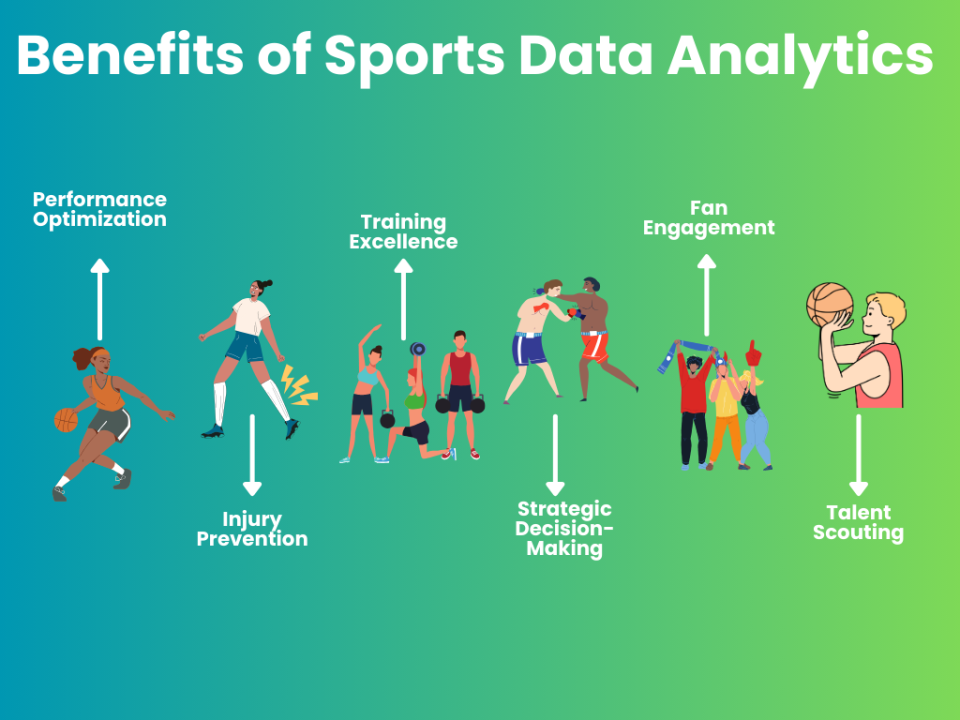 Benefits of Sports Data Analytics
Performance
Optimization
Injury
Prevention
Training
Excellence
Strategic
Decision-
Making
Fan
Engagement
Talent
Scouting